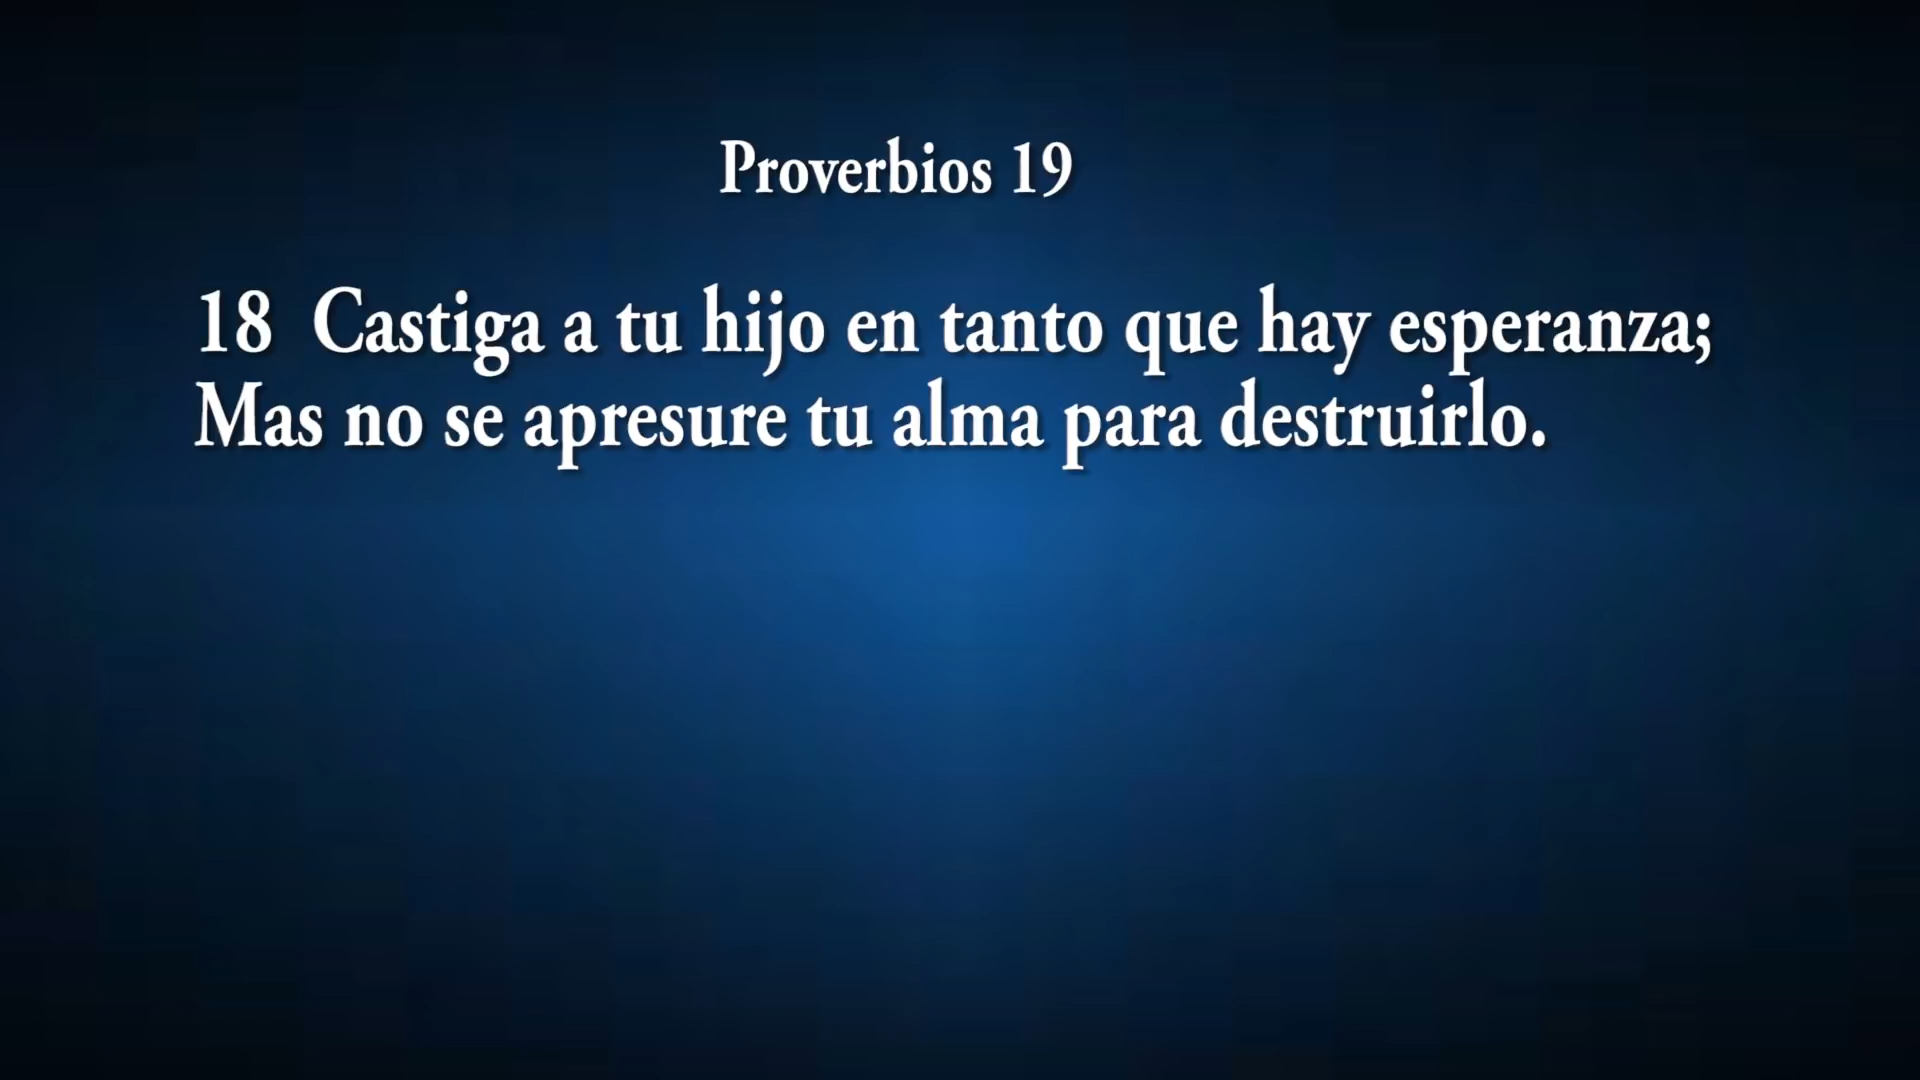 Proverbios 19
18 Castiga a tu hijo en tanto que hay esperanza;
Mas no se apresure tu alma para destruirlo.